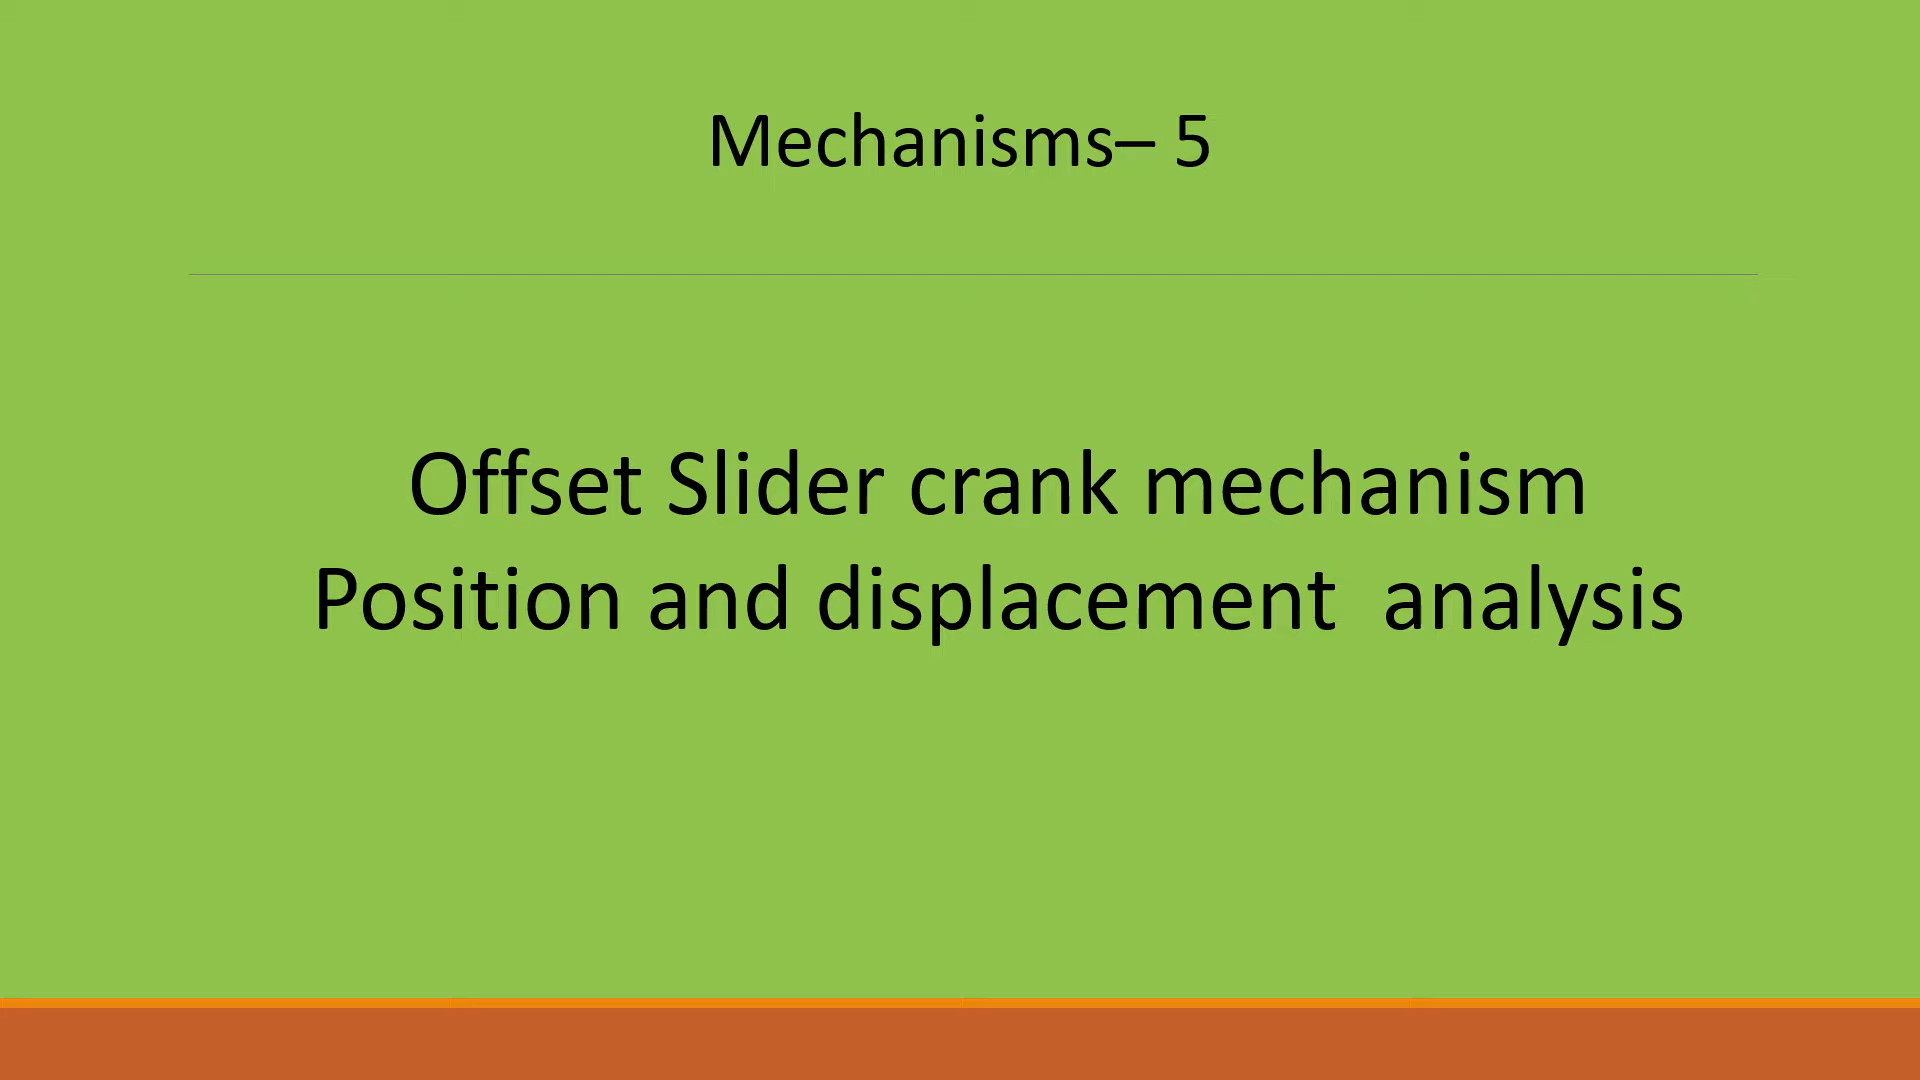 Mechanisms– 5
Offset Slider crank mechanism
Position and displacement  analysis